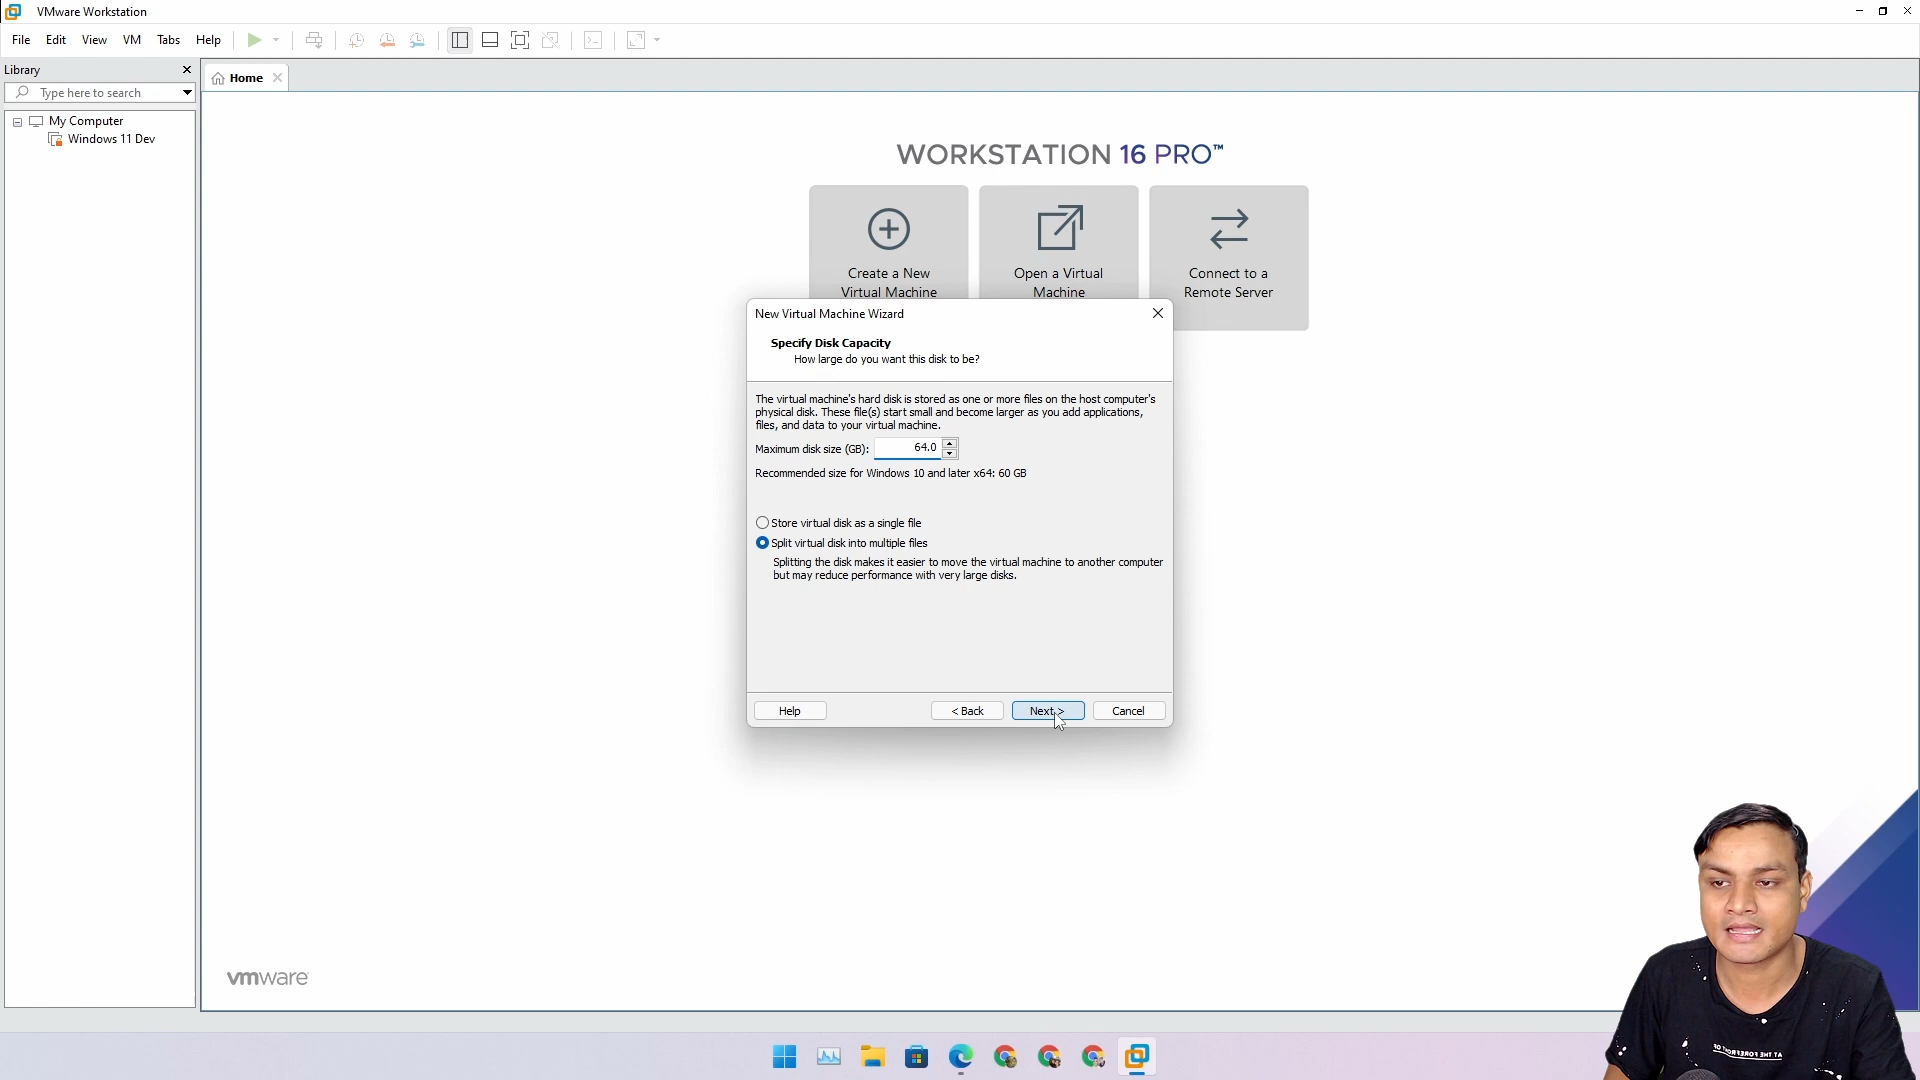 VMware Workstation
File Edit View VM Tabs Help
Library
Type here to search
My Computer
Windows 11 Dev
Home
WORKSTATION 16 PRO™
Create a New
Virtual Machine
Open a Virtual
Machine
Connect to a
Remote Server
New Virtual Machine Wizard
Specify Disk Capacity
How large do you want this disk to be?
The virtual machine's hard disk is stored as one or more files on the host computer's
physical disk. These file(s) start small and become larger as you add applications,
files, and data to your virtual machine.
Maximum disk size (GB): 64.0
Recommended size for Windows 10 and later x64: 60 GB
Store virtual disk as a single file
Split virtual disk into multiple files
Splitting the disk makes it easier to move the virtual machine to another computer
but may reduce performance with very large disks.
Help < Back Next > Cancel
vmware
AT THE FOREFRONT OF